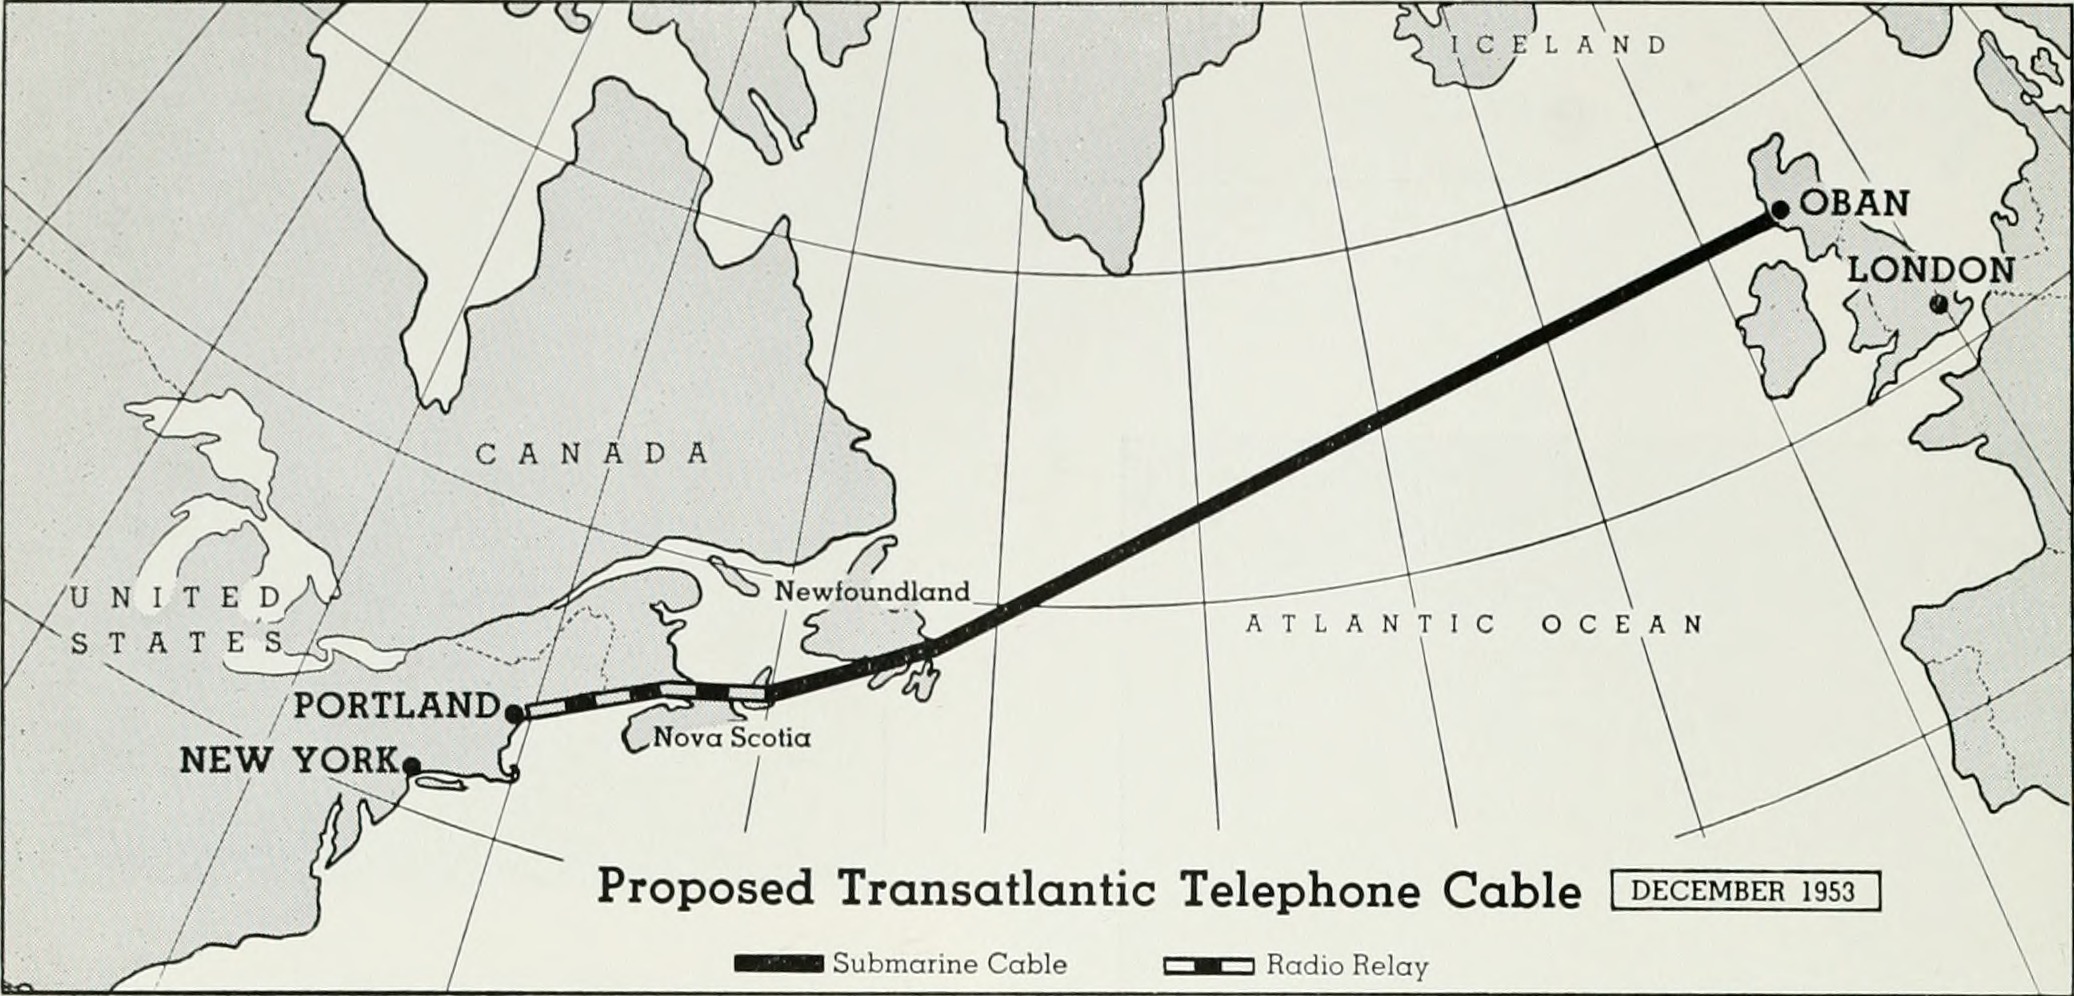 ICELAND
OBAN
LONDON
CANADA
Newfoundland
UNITED
STATES
ATLANTIC OCEAN
PORTLAND
Nova Scotia
NEW YORK
Proposed Transatlantic Telephone Cable
DECEMBER 1953
Submarine Cable
Radio Relay